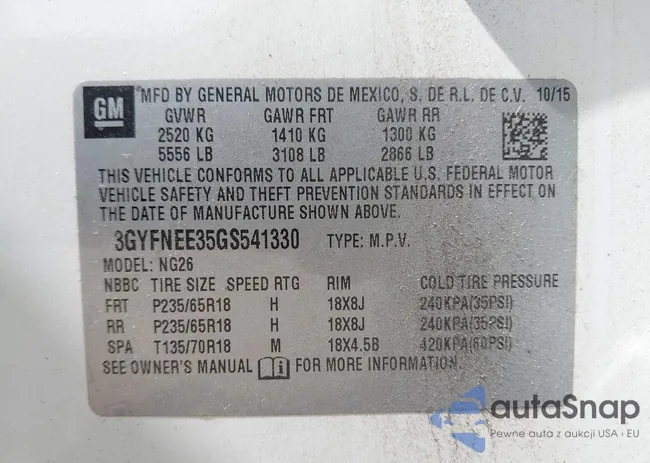 GM
*MFD BY GENERAL MOTORS DE MEXICO, S. DE R.L. DE C.V. 10/15
GVWR GAWR FRT GAWR RR
2520 KG 1410 KG 1300 KG
5556 LB 3108 LB 2866 LB
THIS VEHICLE CONFORMS TO ALL APPLICABLE U.S. FEDERAL MOTOR
VEHICLE SAFETY AND THEFT PREVENTION STANDARDS IN EFFECT ON
THE DATE OF MANUFACTURE SHOWN ABOVE.
3GYFNEE35GS541330 TYPE: M.P.V.
MODEL: NG26
NBBC TIRE SIZE SPEED RTG RIM COLD TIRE PRESSURE
FRT P235/65R18 H 18X8J 240KPA(35PSI)
RR P235/65R18 H 18X8J 240KPA(35PSI)
SPA T135/70R18 M 18X4.5B 420KPA(60PSI)
SEE OWNER'S MANUAL i FOR MORE INFORMATION.
autaSnap
Pewne auta z aukcji USA i EU